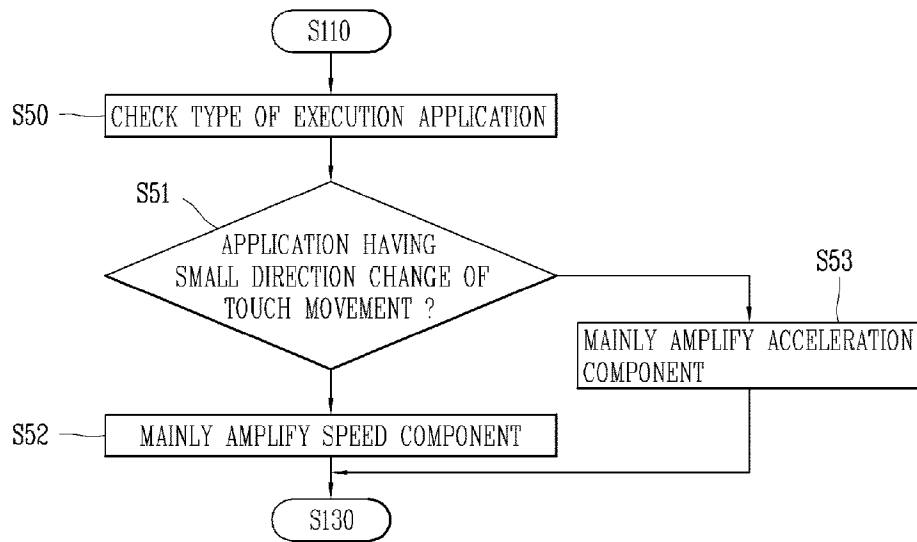 S110
S50
CHECK TYPE OF EXECUTION APPLICATION
S51
APPLICATION HAVING
SMALL DIRECTION CHANGE OF
TOUCH MOVEMENT ?
S53
MAINLY AMPLIFY ACCELERATION
COMPONENT
S52
MAINLY AMPLIFY SPEED COMPONENT
S130